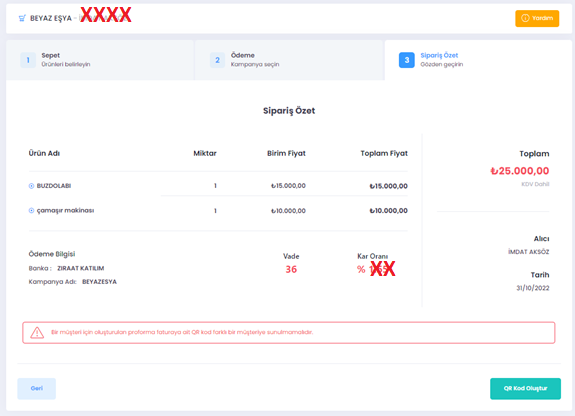 BEYAZ EŞYA - XXXX
Yardım
1 Sepet
Ürünleri belirleyin
2 Ödeme
Kampanya seçin
3 Sipariş Özet
Gözden geçirin
Sipariş Özet
Ürün Adı Miktar Birim Fiyat Toplam Fiyat
BUZDOLABI 1 ₺15.000,00 ₺15.000,00
çamaşır makinası 1 ₺10.000,00 ₺10.000,00
Toplam
₺25.000,00
KDV Dahil
Ödeme Bilgisi
Banka : ZIRAAT KATILIM
Kampanya Adı: BEYAZESYA
Vade
36
Kar Oranı
% XX
Alıcı
İMDAT AKSÖZ
Tarih
31/10/2022
Bir müşteri için oluşturulan proforma faturaya ait QR kod farklı bir müşteriye sunulmamalıdır.
Geri
QR Kod Oluştur